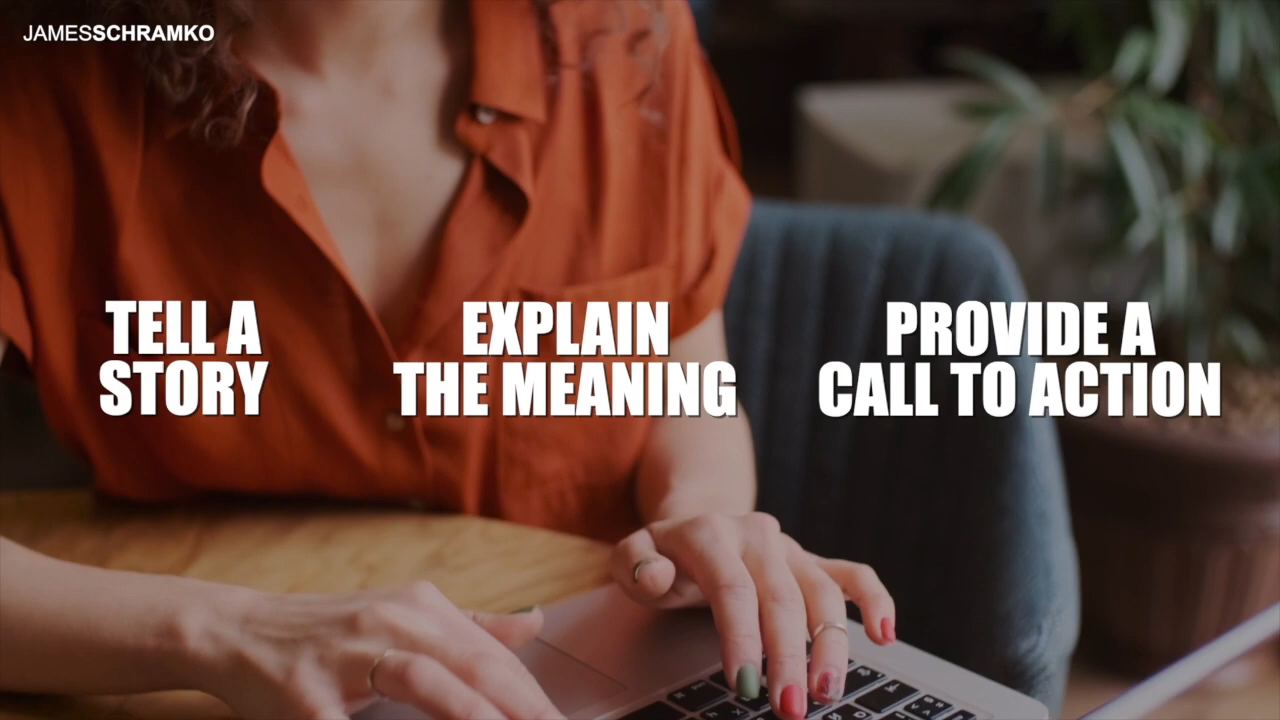 JAMESSCHRAMKO
TELL A
STORY
EXPLAIN
THE MEANING
PROVIDE A
CALL TO ACTION